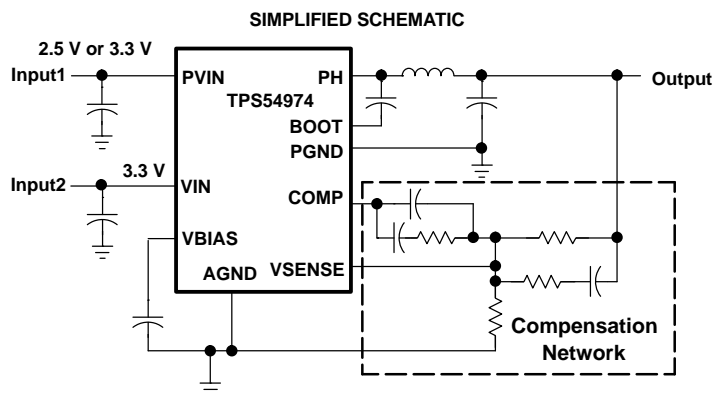 SIMPLIFIED SCHEMATIC
2.5 V or 3.3 V
Input1
PVIN
PH
Output
TPS54974
BOOT
PGND
3.3 V
Input2
VIN
COMP
VBIAS
VSENSE
AGND
Compensation
Network